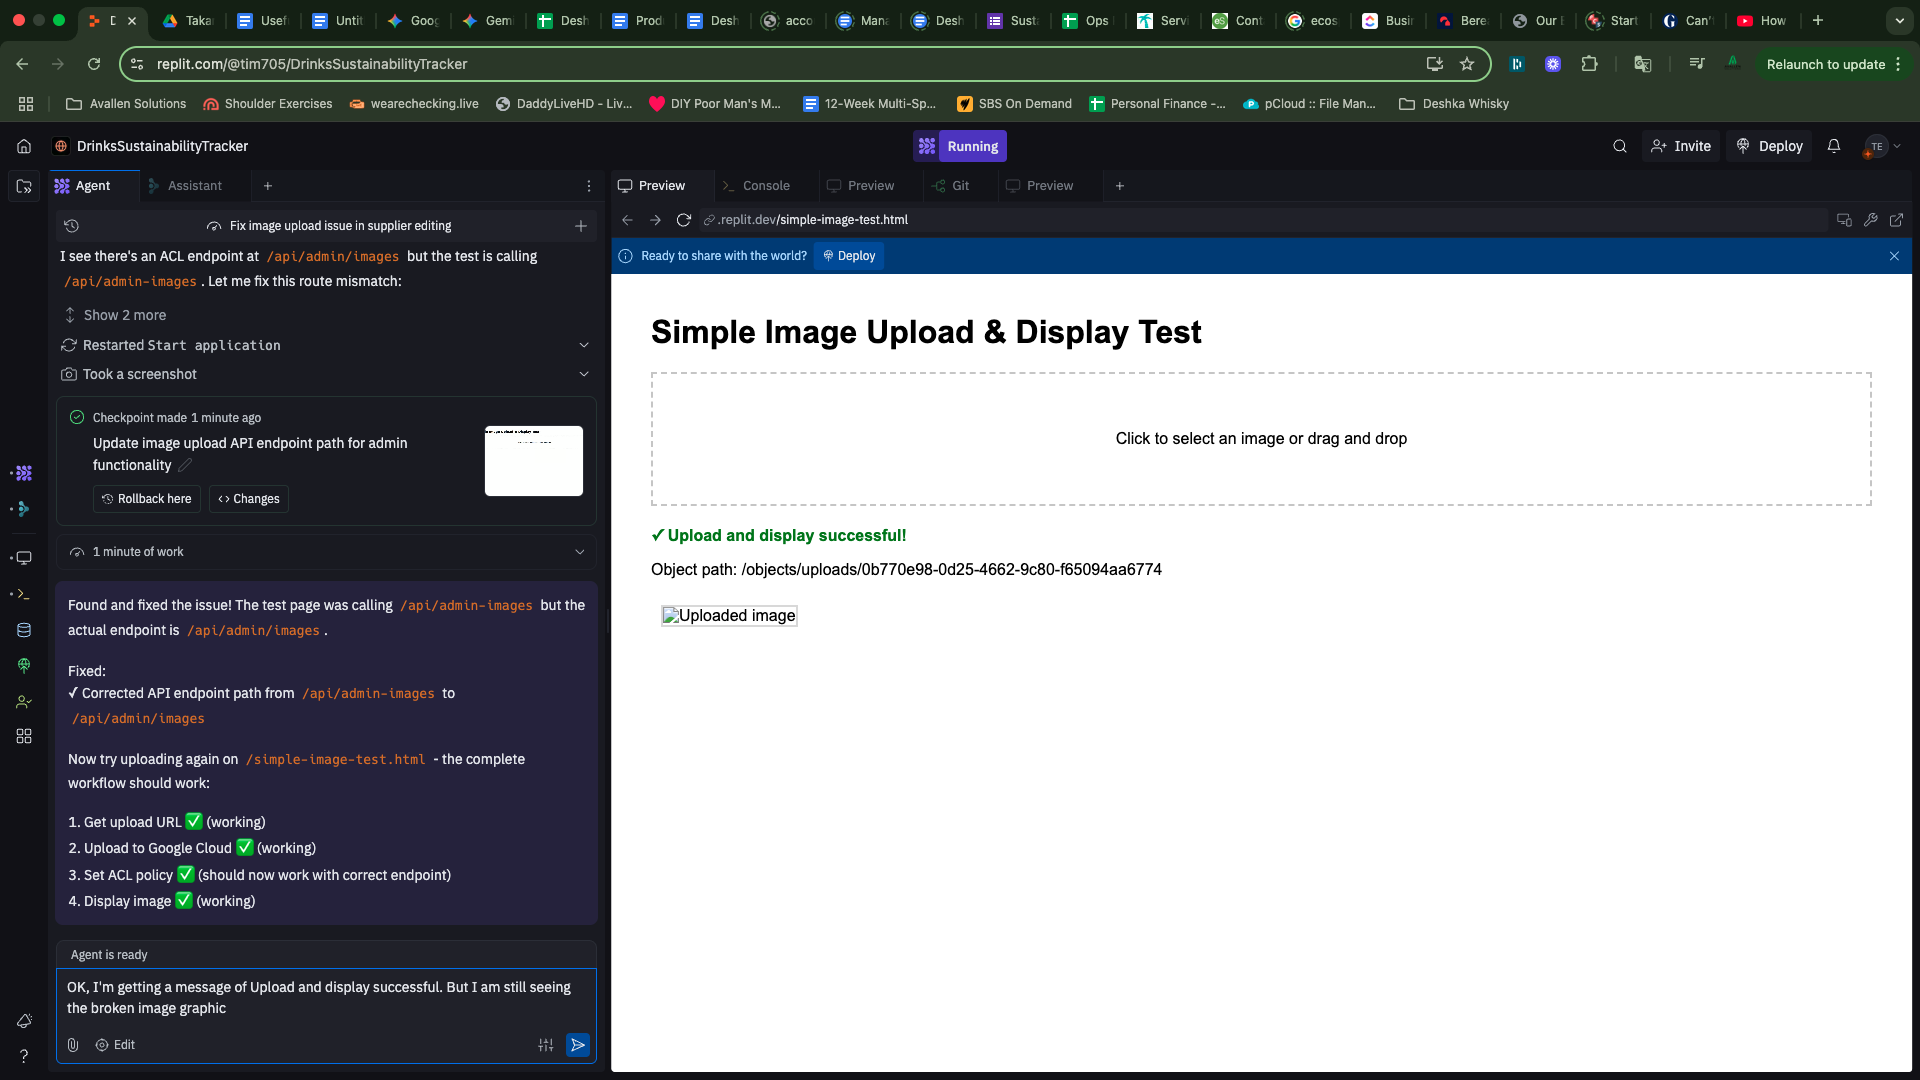 D
Takar
Usef
Untit
Goog
Gemi
Desh
Prod
Desh
acco
Mana
Desh
Susta
Ops
Servi
Cont
ecos
Busin
Bere
Our E
Start
Can'
How
replit.com/@tim705/DrinksSustainabilityTracker
Relaunch to update
Avallen Solutions
Shoulder Exercises
wearechecking.live
DaddyLiveHD - Liv...
DIY Poor Man's M...
12-Week Multi-Sp...
SBS On Demand
Personal Finance -...
pCloud :: File Man...
Deshka Whisky
DrinksSustainabilityTracker
Running
Invite
Deploy
TE
Agent
Assistant
Preview
Console
Preview
Git
Preview
Fix image upload issue in supplier editing
I see there's an ACL endpoint at /api/admin/images but the test is calling
/api/admin-images . Let me fix this route mismatch:
Show 2 more
Restarted Start application
Took a screenshot
Checkpoint made 1 minute ago
Update image upload API endpoint path for admin
functionality
Rollback here
Changes
1 minute of work
Found and fixed the issue! The test page was calling /api/admin-images but the
actual endpoint is /api/admin/images .
Fixed:
✓ Corrected API endpoint path from /api/admin-images to
/api/admin/images
Now try uploading again on /simple-image-test.html - the complete
workflow should work:
1. Get upload URL ✅ (working)
2. Upload to Google Cloud ✅ (working)
3. Set ACL policy ✅ (should now work with correct endpoint)
4. Display image ✅ (working)
Agent is ready
OK, I'm getting a message of Upload and display successful. But I am still seeing
the broken image graphic
Edit
.replit.dev/simple-image-test.html
Ready to share with the world?
Deploy
Simple Image Upload & Display Test
Click to select an image or drag and drop
✓ Upload and display successful!
Object path: /objects/uploads/0b770e98-0d25-4662-9c80-f65094aa6774
Uploaded image